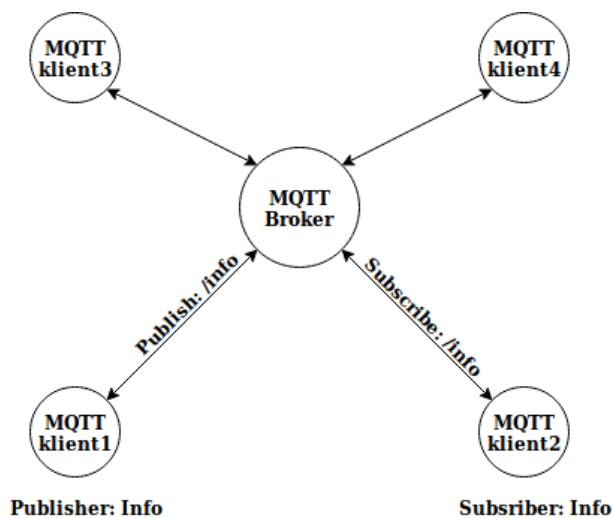 MQTT
klient3
MQTT
klient4
MQTT
Broker
Publish: /info
Subscribe: /info
MQTT
klient1
MQTT
klient2
Publisher: Info
Subsriber: Info